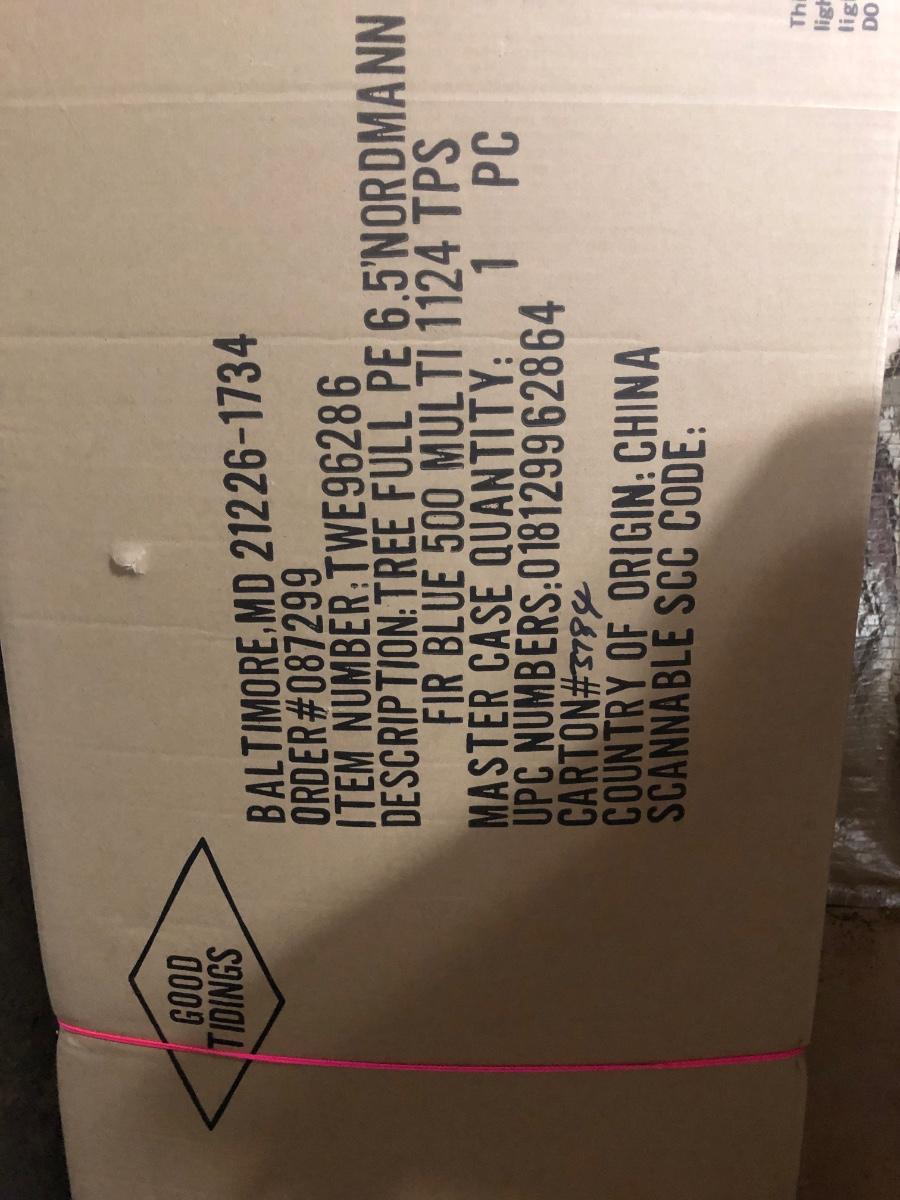 GOOD
TIDINGS
BALTIMORE,MD 21226-1734
ORDER#087299
ITEM NUMBER:TWE96286
DESCRIPTION:TREE FULL PE 6.5'NORDMANN
FIR BLUE 500 MULTI 1124 TPS
MASTER CASE QUANTITY: 1 PC
UPC NUMBERS:018129962864
CARTON#3784
COUNTRY OF ORIGIN:CHINA
SCANNABLE SCC CODE:
DO